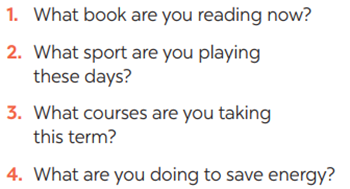 1. What book are you reading now?
2. What sport are you playing
these days?
3. What courses are you taking
this term?
4. What are you doing to save energy?